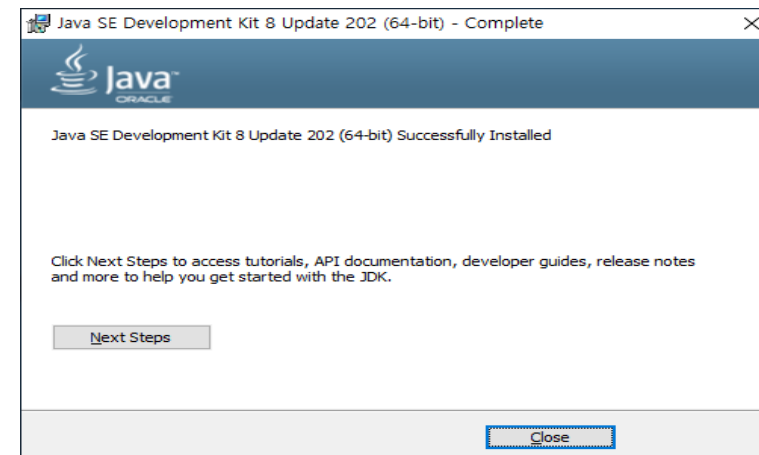 Java SE Development Kit 8 Update 202 (64-bit) - Complete
Java™
ORACLE
Java SE Development Kit 8 Update 202 (64-bit) Successfully Installed
Click Next Steps to access tutorials, API documentation, developer guides, release notes
and more to help you get started with the JDK.
Next Steps
Close